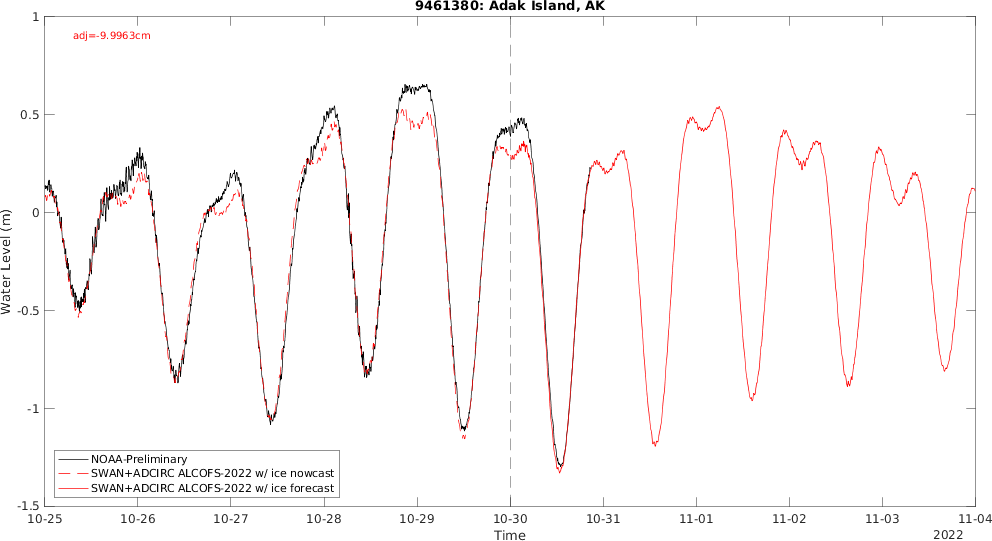 9461380: Adak Island, AK
adj=-9.9963cm
1
0.5
0
-0.5
-1
-1.5
Water Level (m)
NOAA-Preliminary
SWAN+ADCIRC ALCOFS-2022 w/ ice nowcast
SWAN+ADCIRC ALCOFS-2022 w/ ice forecast
10-25 10-26 10-27 10-28 10-29 10-30 10-31 11-01 11-02 11-03 11-04
Time
2022